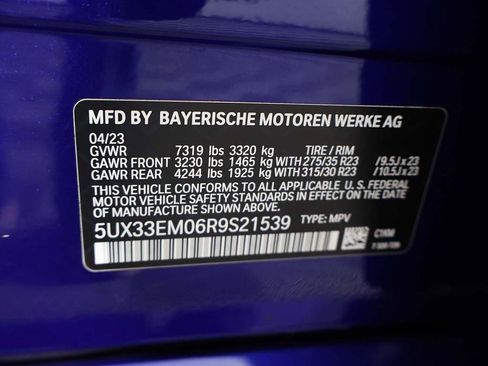 MFD BY BAYERISCHE MOTOREN WERKE AG
04/23
GVWR 7319 lbs 3320 kg TIRE / RIM
GAWR FRONT 3230 lbs 1465 kg WITH 275/35 R23 / 9.5J x 23
GAWR REAR 4244 lbs 1925 kg WITH 315/30 R23 / 10.5J x 23
THIS VEHICLE CONFORMS TO ALL APPLICABLE U.S. FEDERAL
MOTOR VEHICLE SAFETY STANDARDS IN EFFECT ON THE DATE
OF MANUFACTURE SHOWN ABOVE.
5UX33EM06R9S21539 TYPE: MPV
C1KM